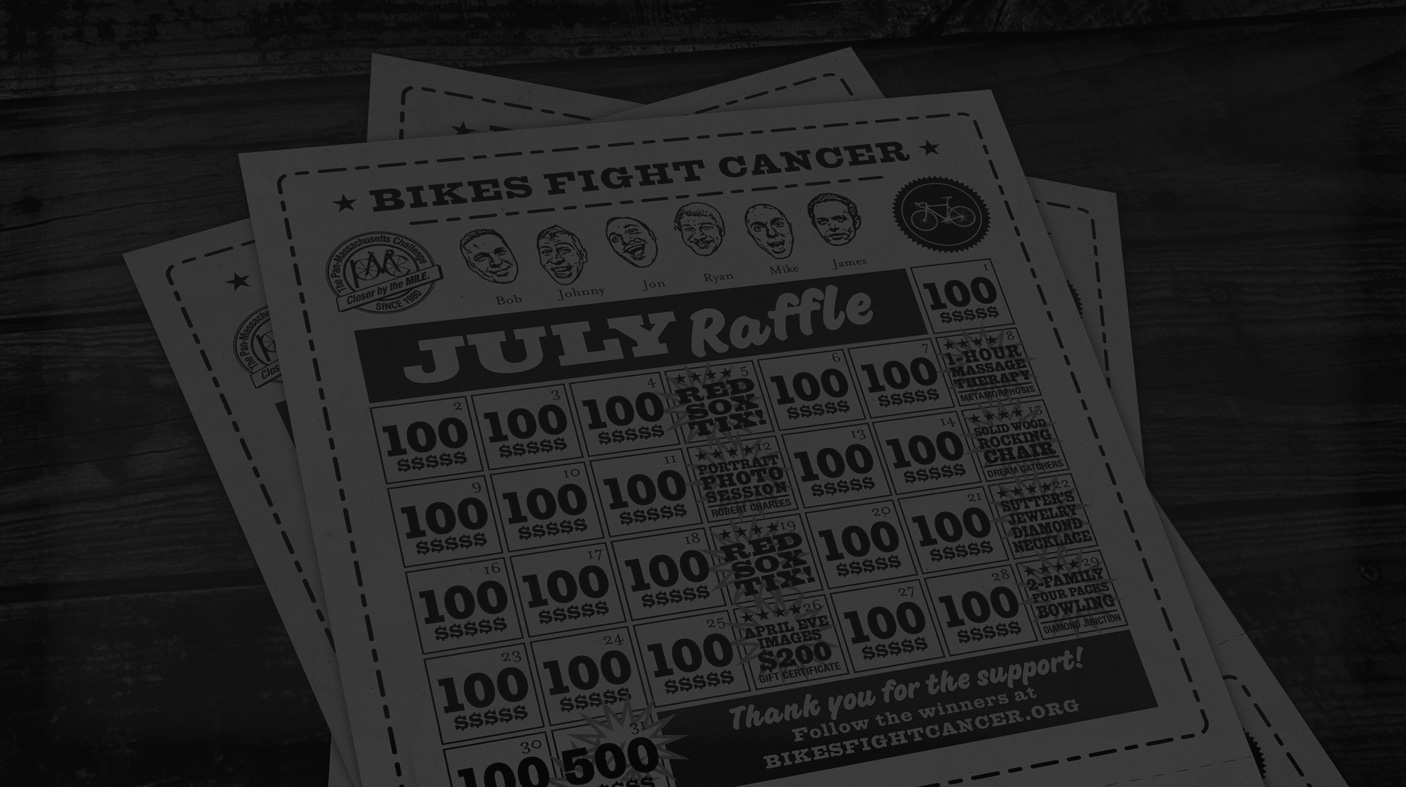 ★ BIKES FIGHT CANCER ★
The Pan-Massachusetts Challenge
Closer by the MILE.
SINCE 1980
Bob Johnny Jon Ryan Mike James
JULY Raffle
1
100
$$$$$
2
100
$$$$$
3
100
$$$$$
4
100
$$$$$
★★★★ 5
RED
SOX
TIX!
6
100
$$$$$
7
100
$$$$$
★★★★ 8
1-HOUR
MASSAGE
THERAPY
METAMORPHOSIS
9
100
$$$$$
10
100
$$$$$
11
100
$$$$$
★★★★ 12
PORTRAIT
PHOTO
SESSION
ROBERT CHARLES
13
100
$$$$$
14
100
$$$$$
★★★★ 15
SOLID WOOD
ROCKING
CHAIR
DREAM CATCHERS
16
100
$$$$$
17
100
$$$$$
18
100
$$$$$
★★★★ 19
RED
SOX
TIX!
20
100
$$$$$
21
100
$$$$$
★★★★ 22
SUTTER'S
JEWELRY
DIAMOND
NECKLACE
23
100
$$$$$
24
100
$$$$$
25
100
$$$$$
★★★★ 26
APRIL EVE
IMAGES
$200
GIFT CERTIFICATE
27
100
$$$$$
28
100
$$$$$
★★★★ 29
2-FAMILY
FOUR PACKS
BOWLING
DIAMOND JUNCTION
30
100
31
500
$$$$$
Thank you for the support!
Follow the winners at
BIKESFIGHTCANCER.ORG
The Pan-Massachusetts